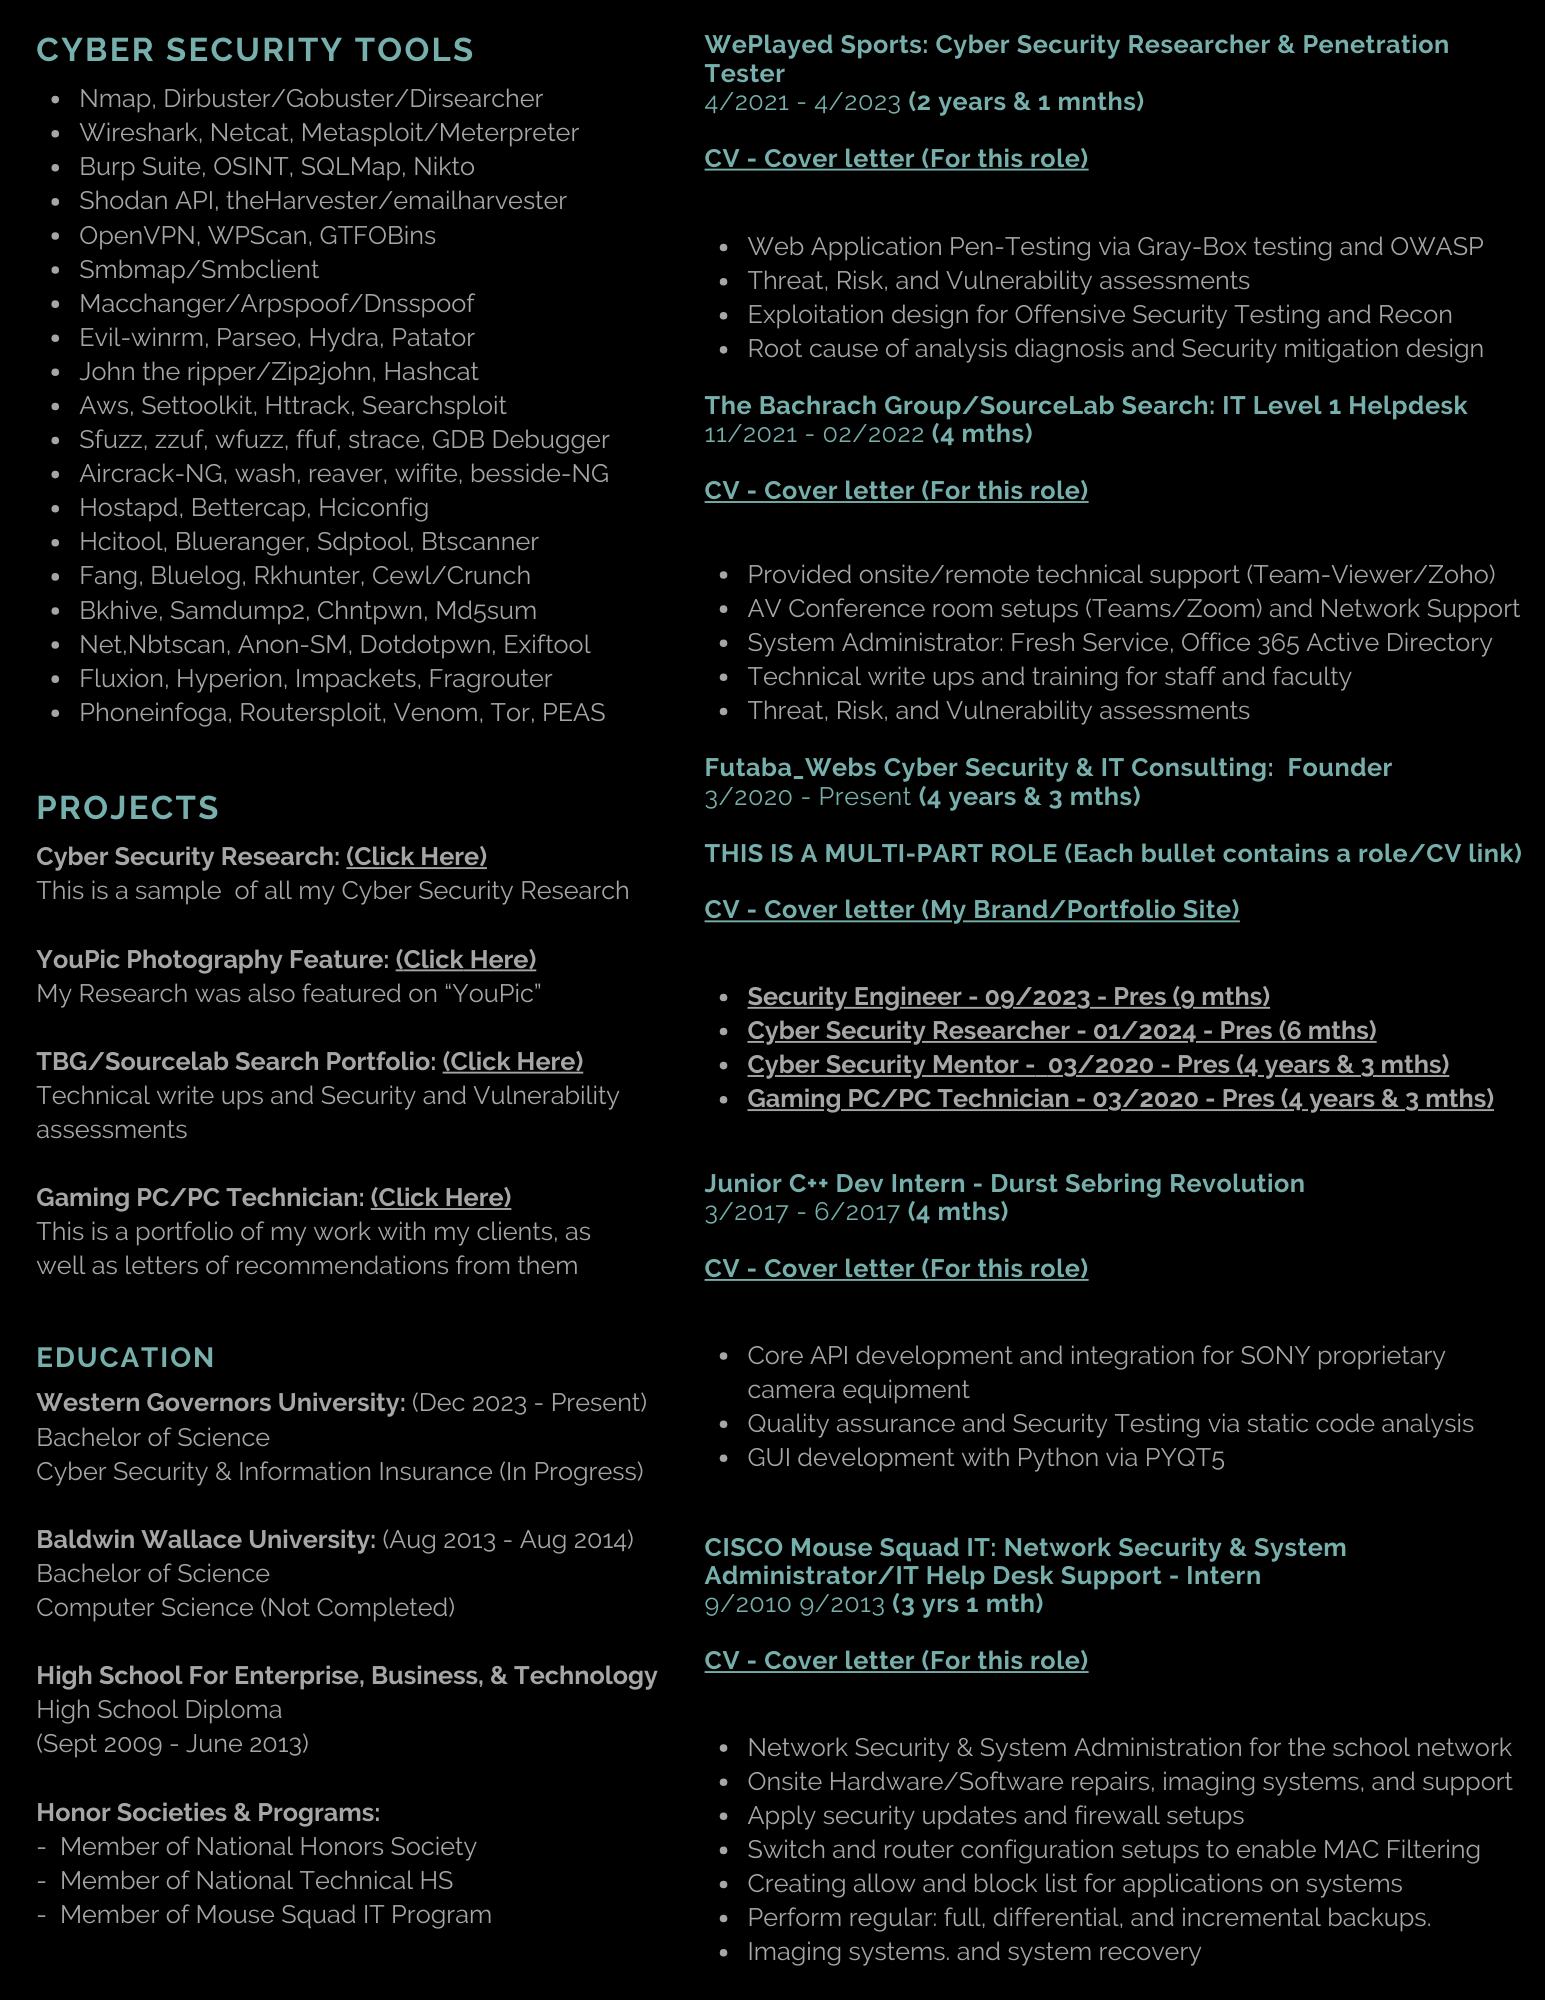 CYBER SECURITY TOOLS
• Nmap, Dirbuster/Gobuster/Dirsearcher
• Wireshark, Netcat, Metasploit/Meterpreter
• Burp Suite, OSINT, SQLMap, Nikto
• Shodan API, theHarvester/emailharvester
• OpenVPN, WPScan, GTFOBins
• Smbmap/Smbclient
• Macchanger/Arpspoof/Dnsspoof
• Evil-winrm, Parseo, Hydra, Patator
• John the ripper/Zip2john, Hashcat
• Aws, Settoolkit, Httrack, Searchsploit
• Sfuzz, zzuf, wfuzz, ffuf, strace, GDB Debugger
• Aircrack-NG, wash, reaver, wifite, besside-NG
• Hostapd, Bettercap, Hciconfig
• Hcitool, Blueranger, Sdptool, Btscanner
• Fang, Bluelog, Rkhunter, Cewl/Crunch
• Bkhive, Samdump2, Chntpwn, Md5sum
• Net,Nbtscan, Anon-SM, Dotdotpwn, Exiftool
• Fluxion, Hyperion, Impackets, Fragrouter
• Phoneinfoga, Routersploit, Venom, Tor, PEAS
PROJECTS
Cyber Security Research: (Click Here)
This is a sample of all my Cyber Security Research
YouPic Photography Feature: (Click Here)
My Research was also featured on “YouPic”
TBG/Sourcelab Search Portfolio: (Click Here)
Technical write ups and Security and Vulnerability
assessments
Gaming PC/PC Technician: (Click Here)
This is a portfolio of my work with my clients, as
well as letters of recommendations from them
EDUCATION
Western Governors University: (Dec 2023 - Present)
Bachelor of Science
Cyber Security & Information Insurance (In Progress)
Baldwin Wallace University: (Aug 2013 - Aug 2014)
Bachelor of Science
Computer Science (Not Completed)
High School For Enterprise, Business, & Technology
High School Diploma
(Sept 2009 - June 2013)
Honor Societies & Programs:
- Member of National Honors Society
- Member of National Technical HS
- Member of Mouse Squad IT Program
WePlayed Sports: Cyber Security Researcher & Penetration
Tester
4/2021 - 4/2023 (2 years & 1 mnths)
CV - Cover letter (For this role)
• Web Application Pen-Testing via Gray-Box testing and OWASP
• Threat, Risk, and Vulnerability assessments
• Exploitation design for Offensive Security Testing and Recon
• Root cause of analysis diagnosis and Security mitigation design
The Bachrach Group/SourceLab Search: IT Level 1 Helpdesk
11/2021 - 02/2022 (4 mths)
CV - Cover letter (For this role)
• Provided onsite/remote technical support (Team-Viewer/Zoho)
• AV Conference room setups (Teams/Zoom) and Network Support
• System Administrator: Fresh Service, Office 365 Active Directory
• Technical write ups and training for staff and faculty
• Threat, Risk, and Vulnerability assessments
Futaba_Webs Cyber Security & IT Consulting: Founder
3/2020 - Present (4 years & 3 mths)
THIS IS A MULTI-PART ROLE (Each bullet contains a role/CV link)
CV - Cover letter (My Brand/Portfolio Site)
• Security Engineer - 09/2023 - Pres (9 mths)
• Cyber Security Researcher - 01/2024 - Pres (6 mths)
• Cyber Security Mentor - 03/2020 - Pres (4 years & 3 mths)
• Gaming PC/PC Technician - 03/2020 - Pres (4 years & 3 mths)
Junior C++ Dev Intern - Durst Sebring Revolution
3/2017 - 6/2017 (4 mths)
CV - Cover letter (For this role)
• Core API development and integration for SONY proprietary
camera equipment
• Quality assurance and Security Testing via static code analysis
• GUI development with Python via PYQT5
CISCO Mouse Squad IT: Network Security & System
Administrator/IT Help Desk Support - Intern
9/2010 9/2013 (3 yrs 1 mth)
CV - Cover letter (For this role)
• Network Security & System Administration for the school network
• Onsite Hardware/Software repairs, imaging systems, and support
• Apply security updates and firewall setups
• Switch and router configuration setups to enable MAC Filtering
• Creating allow and block list for applications on systems
• Perform regular: full, differential, and incremental backups.
• Imaging systems. and system recovery